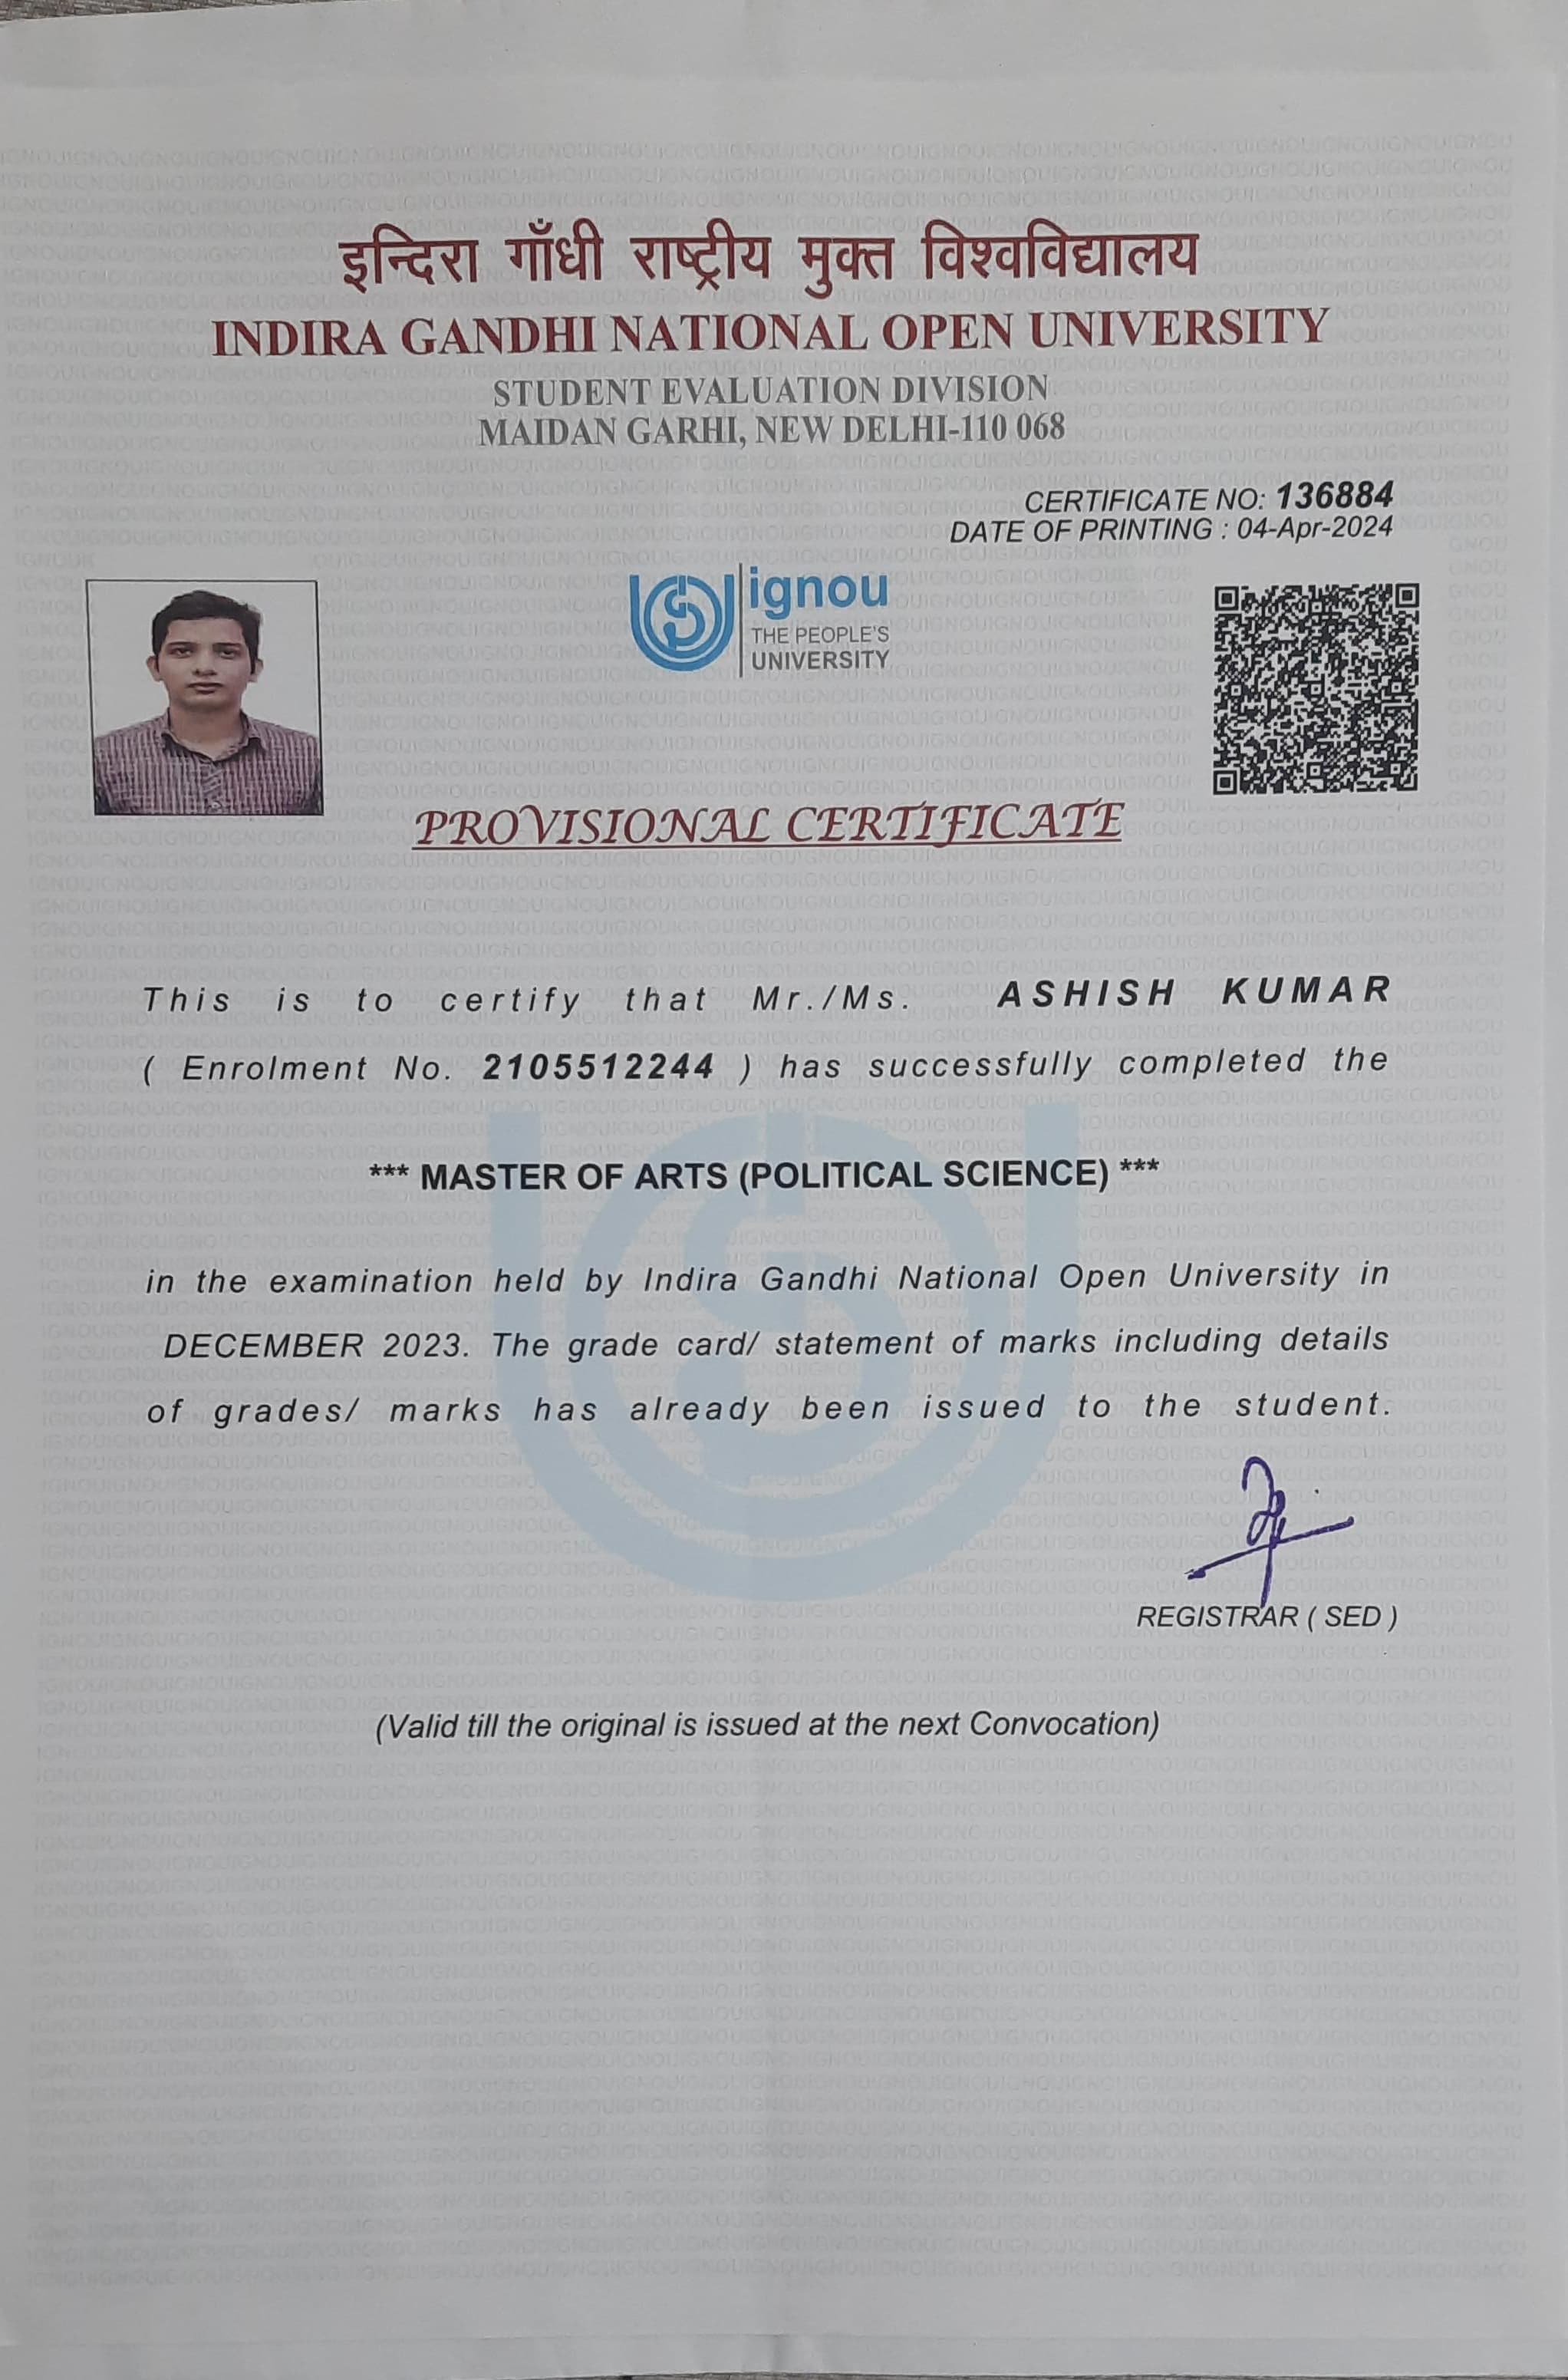 इन्दिरा गाँधी राष्ट्रीय मुक्त विश्वविद्यालय
INDIRA GANDHI NATIONAL OPEN UNIVERSITY
STUDENT EVALUATION DIVISION
MAIDAN GARHI, NEW DELHI-110 068
CERTIFICATE NO: 136884
DATE OF PRINTING : 04-Apr-2024
ignou
THE PEOPLE'S
UNIVERSITY
PROVISIONAL CERTIFICATE
This is to certify that Mr./Ms. ASHISH KUMAR
( Enrolment No. 2105512244 ) has successfully completed the
*** MASTER OF ARTS (POLITICAL SCIENCE) ***
in the examination held by Indira Gandhi National Open University in
DECEMBER 2023. The grade card/ statement of marks including details
of grades/ marks has already been issued to the student.
REGISTRAR ( SED )
(Valid till the original is issued at the next Convocation)